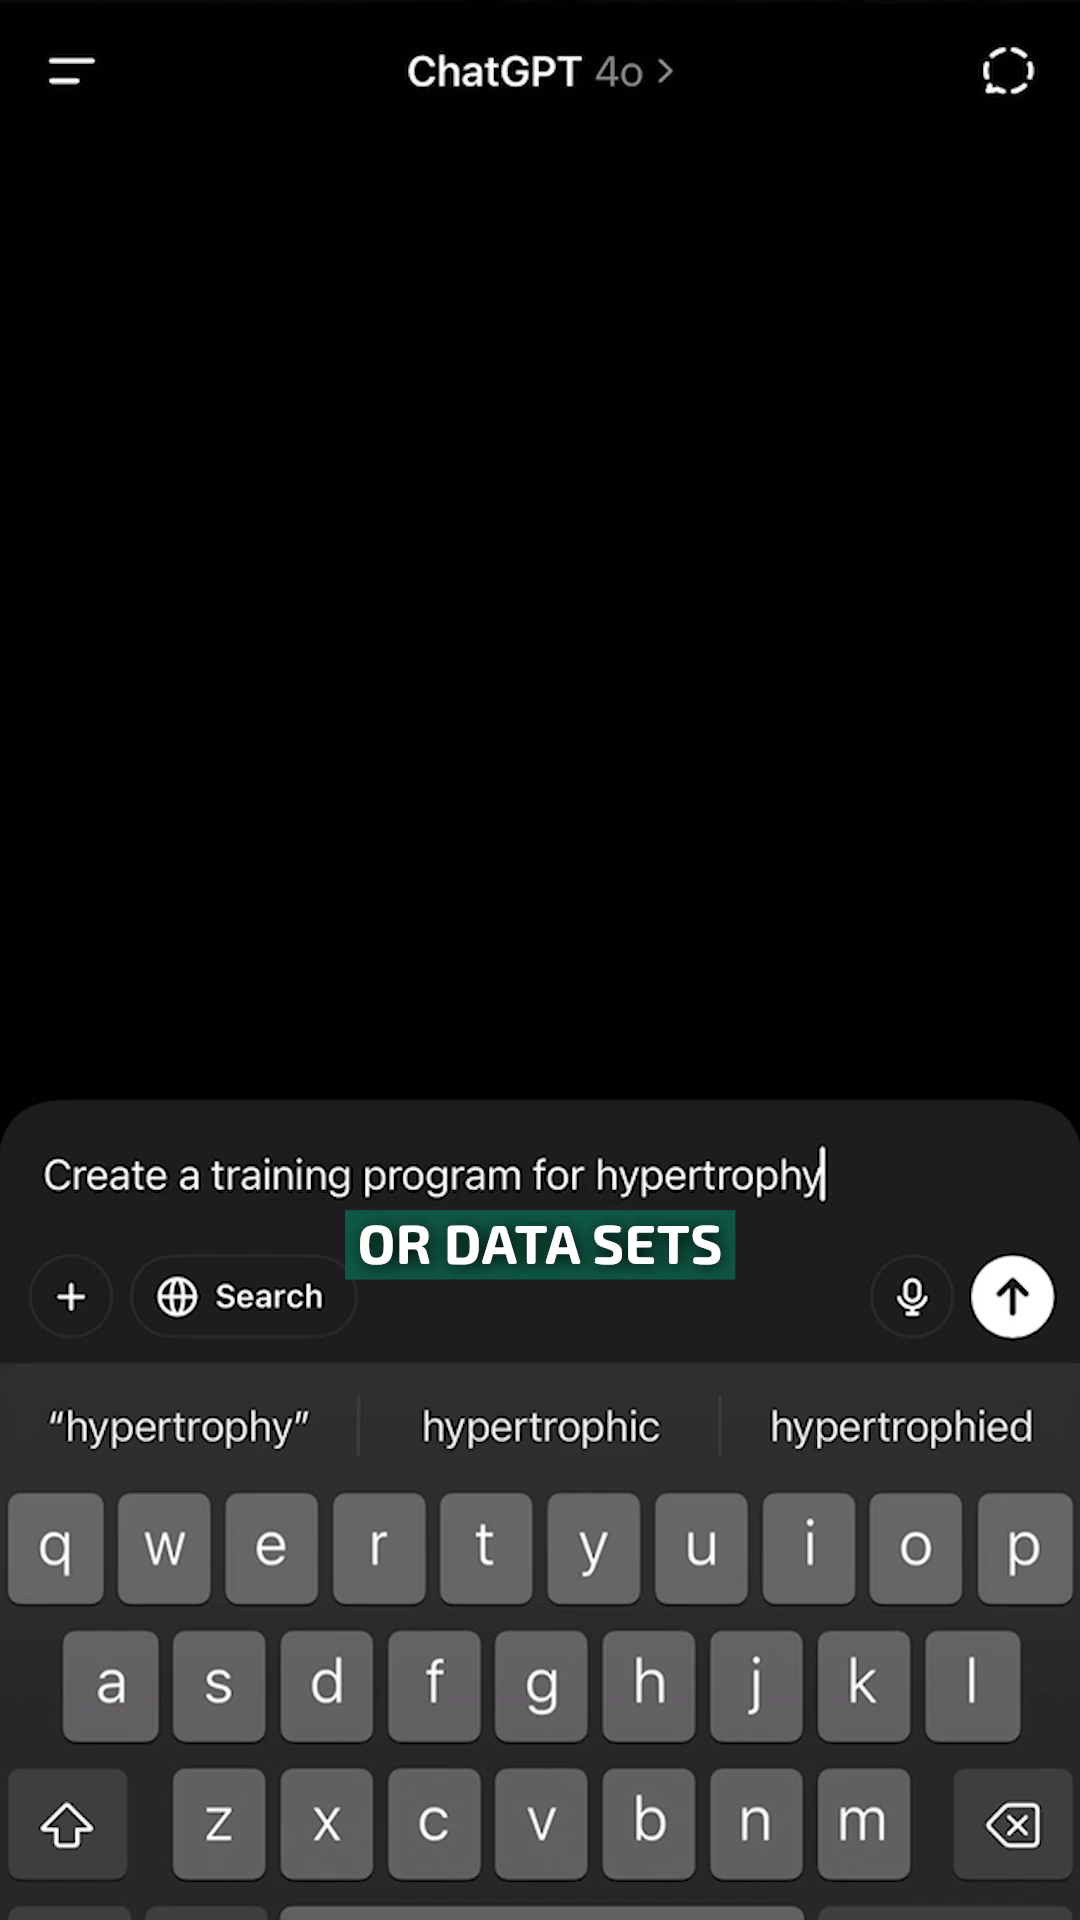 ChatGPT 4o >
Create a training program for hypertrophy
OR DATA SETS
Search
“hypertrophy” hypertrophic hypertrophied
q w e r t y u i o p
a s d f g h j k l
z x c v b n m